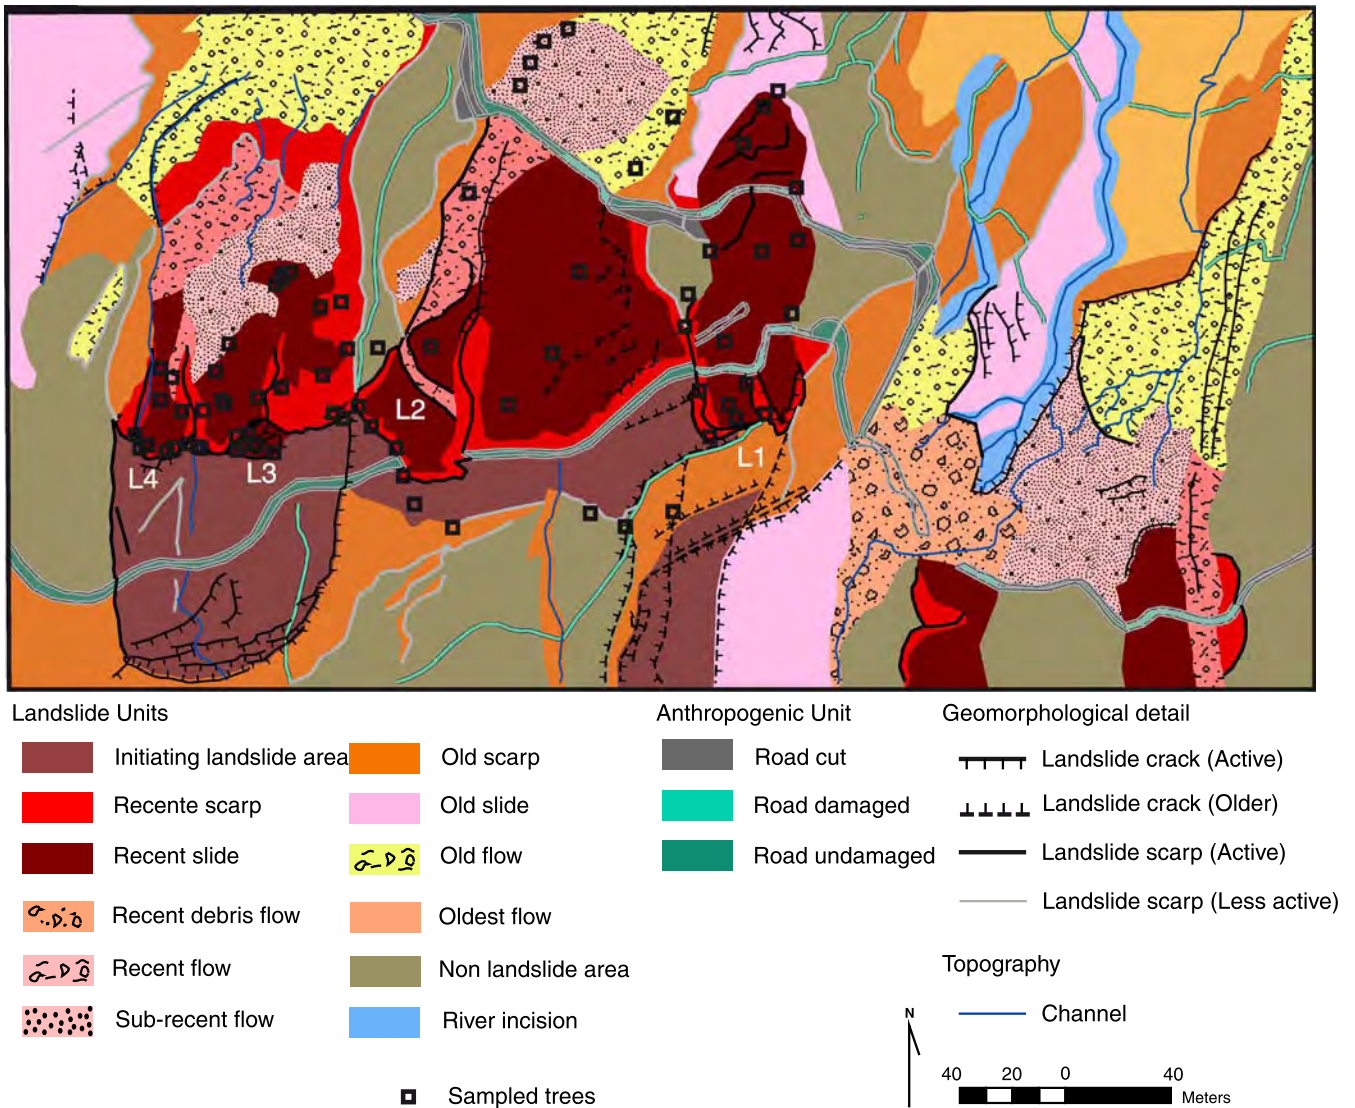 L1
L2
L3
L4
Landslide Units
Initiating landslide area
Recente scarp
Recent slide
Recent debris flow
Recent flow
Sub-recent flow
Old scarp
Old slide
Old flow
Oldest flow
Non landslide area
River incision
Sampled trees
Anthropogenic Unit
Road cut
Road damaged
Road undamaged
Geomorphological detail
Landslide crack (Active)
Landslide crack (Older)
Landslide scarp (Active)
Landslide scarp (Less active)
Topography
Channel
N
40 20 0 40
Meters